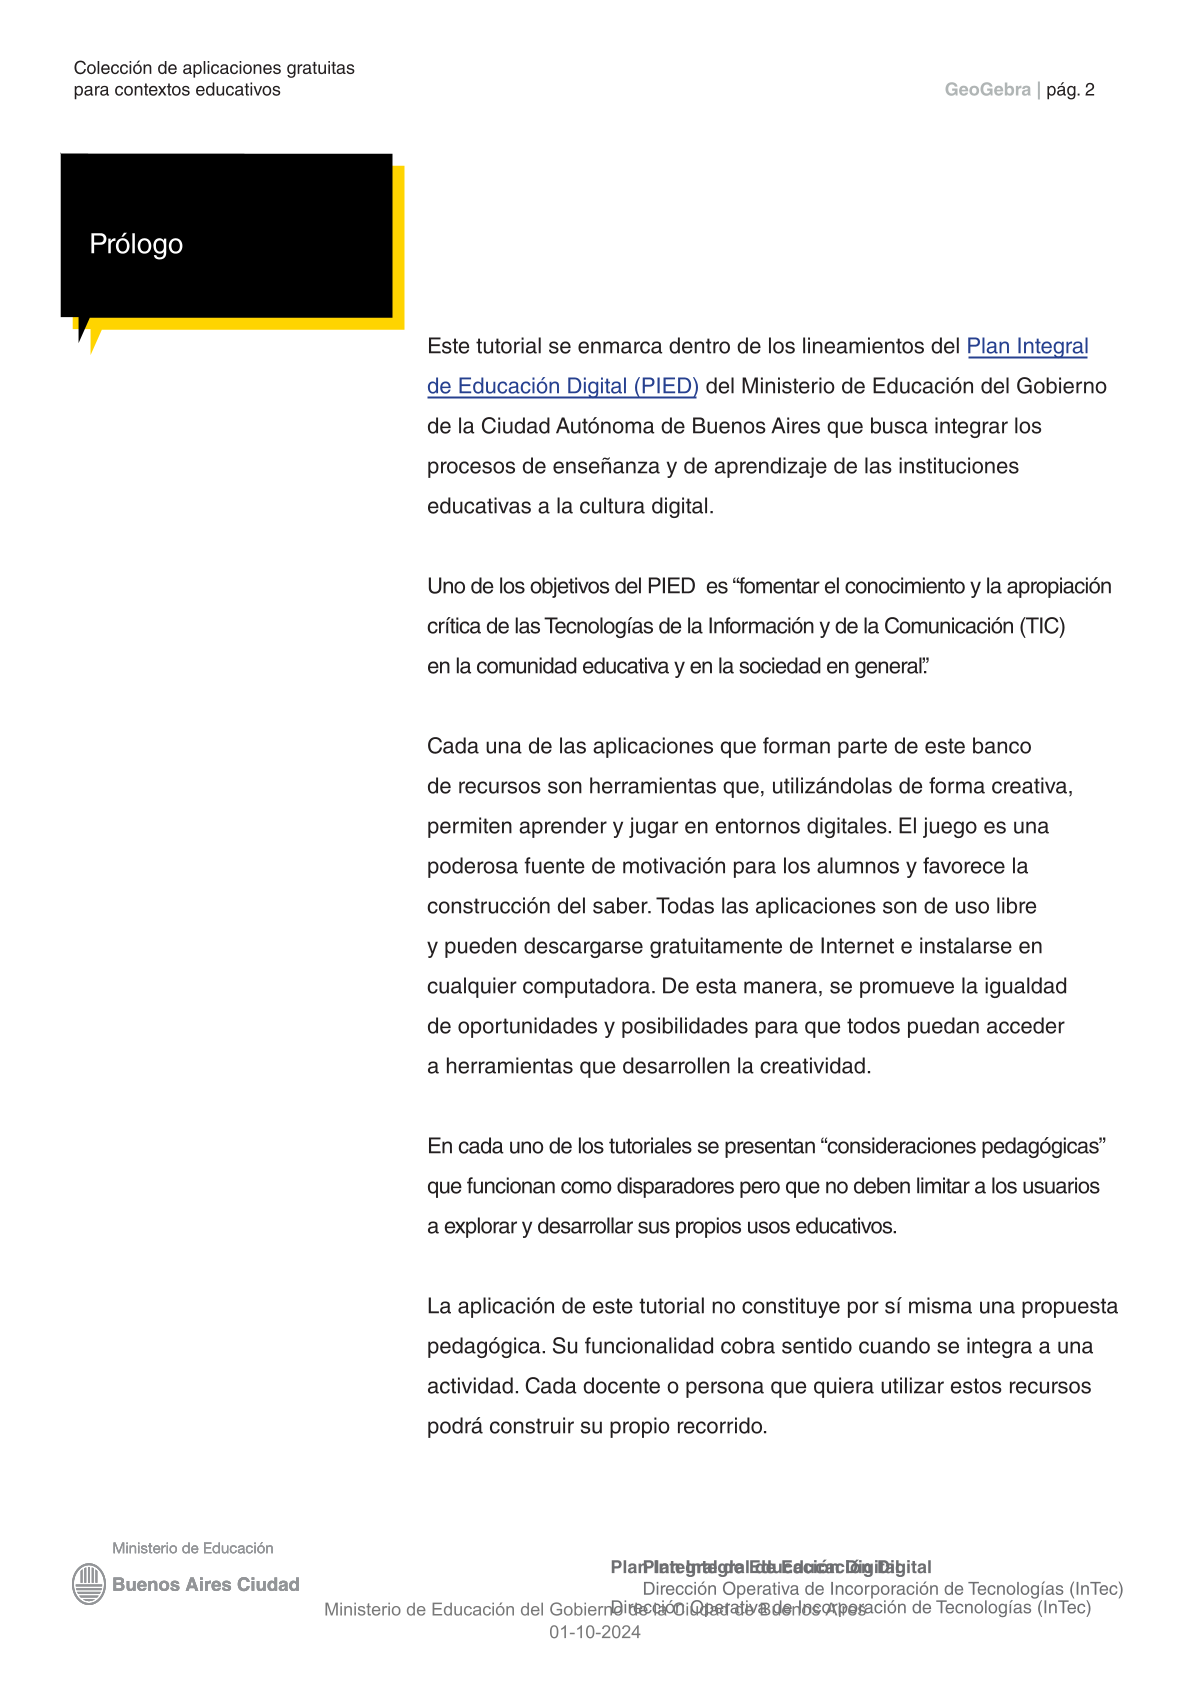 Colección de aplicaciones gratuitas
para contextos educativos
GeoGebra | pág. 2
Prólogo
Este tutorial se enmarca dentro de los lineamientos del Plan Integral
de Educación Digital (PIED) del Ministerio de Educación del Gobierno
de la Ciudad Autónoma de Buenos Aires que busca integrar los
procesos de enseñanza y de aprendizaje de las instituciones
educativas a la cultura digital.
Uno de los objetivos del PIED  es “fomentar el conocimiento y la apropiación
crítica de las Tecnologías de la Información y de la Comunicación (TIC)
en la comunidad educativa y en la sociedad en general”.
Cada una de las aplicaciones que forman parte de este banco
de recursos son herramientas que, utilizándolas de forma creativa,
permiten aprender y jugar en entornos digitales. El juego es una
poderosa fuente de motivación para los alumnos y favorece la
construcción del saber. Todas las aplicaciones son de uso libre
y pueden descargarse gratuitamente de Internet e instalarse en
cualquier computadora. De esta manera, se promueve la igualdad
de oportunidades y posibilidades para que todos puedan acceder
a herramientas que desarrollen la creatividad.
En cada uno de los tutoriales se presentan “consideraciones pedagógicas”
que funcionan como disparadores pero que no deben limitar a los usuarios
a explorar y desarrollar sus propios usos educativos.
La aplicación de este tutorial no constituye por sí misma una propuesta
pedagógica. Su funcionalidad cobra sentido cuando se integra a una
actividad. Cada docente o persona que quiera utilizar estos recursos
podrá construir su propio recorrido.
Ministerio de Educación
Buenos Aires Ciudad
Plan Integral de Educación Digital
Plan Integral de Educación Digital
Dirección Operativa de Incorporación de Tecnologías (InTec)
Dirección Operativa de Incorporación de Tecnologías (InTec)
Ministerio de Educación del Gobierno de la Ciudad de Buenos Aires
01-10-2024